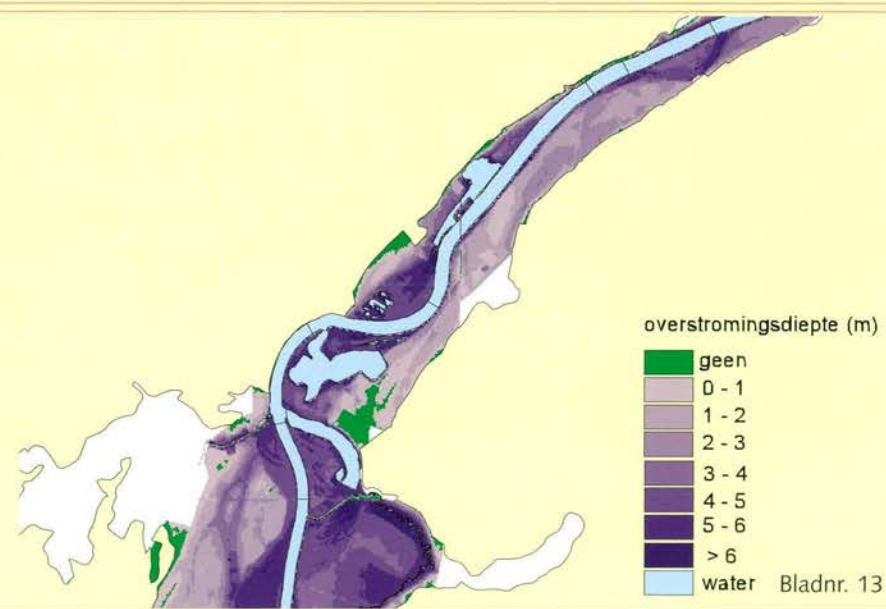 overstromingsdiepte (m)
geen
0 - 1
1 - 2
2 - 3
3 - 4
4 - 5
5 - 6
> 6
water Bladnr. 13